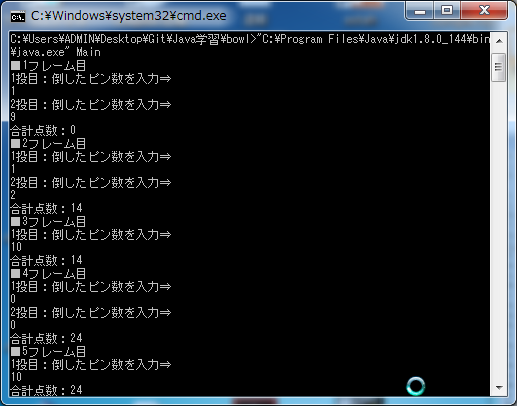 C:¥Windows¥system32¥cmd.exe
C:¥Users¥ADMIN¥Desktop¥Git¥Java学習¥bowl>"C:¥Program Files¥Java¥jdk1.8.0_144¥bin
¥java.exe" Main
■1フレーム目
1投目：倒したピン数を入力⇒
1
2投目：倒したピン数を入力⇒
9
合計点数：0
■2フレーム目
1投目：倒したピン数を入力⇒
1
2投目：倒したピン数を入力⇒
2
合計点数：14
■3フレーム目
1投目：倒したピン数を入力⇒
10
合計点数：14
■4フレーム目
1投目：倒したピン数を入力⇒
0
2投目：倒したピン数を入力⇒
0
合計点数：24
■5フレーム目
1投目：倒したピン数を入力⇒
10
合計点数：24